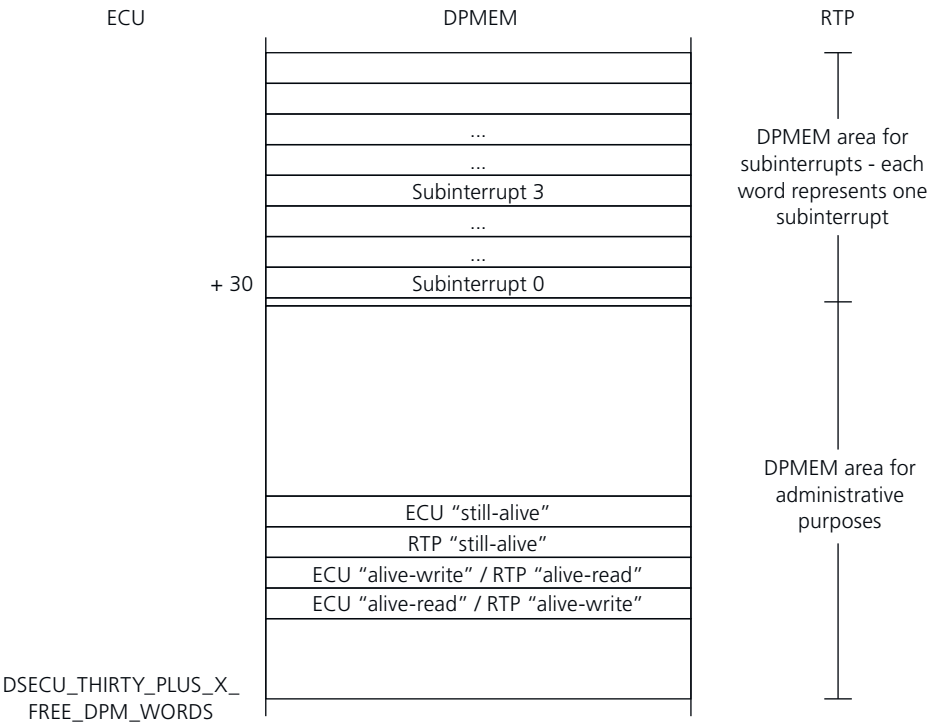 ECU
DPMEM
RTP
...
...
Subinterrupt 3
...
...
+ 30
Subinterrupt 0
DPMEM area for
subinterrupts - each
word represents one
subinterrupt
ECU “still-alive”
RTP “still-alive”
ECU “alive-write” / RTP “alive-read”
ECU “alive-read” / RTP “alive-write”
DPMEM area for
administrative
purposes
DSECU_THIRTY_PLUS_X_
FREE_DPM_WORDS